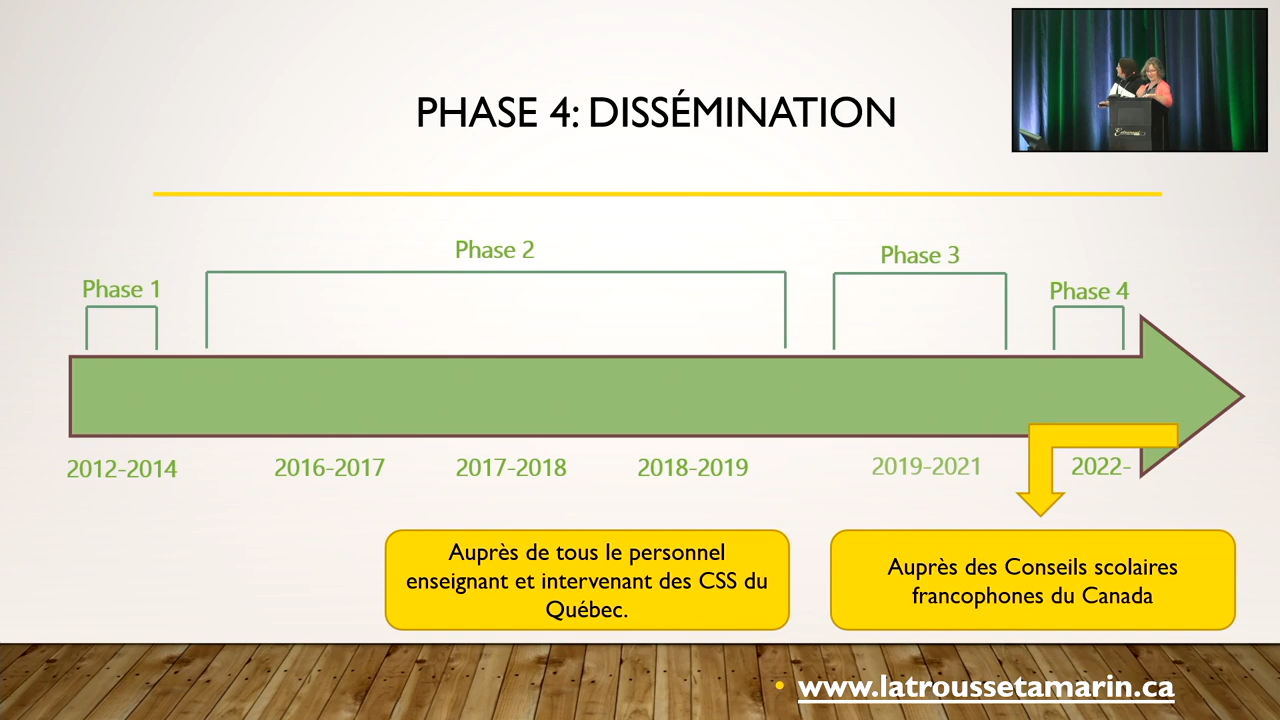 PHASE 4: DISSÉMINATION
Phase 1
Phase 2
Phase 3
Phase 4
2012-2014
2016-2017
2017-2018
2018-2019
2019-2021
2022-
Auprès de tous le personnel
enseignant et intervenant des CSS du
Québec.
Auprès des Conseils scolaires
francophones du Canada
• www.latroussetamarin.ca